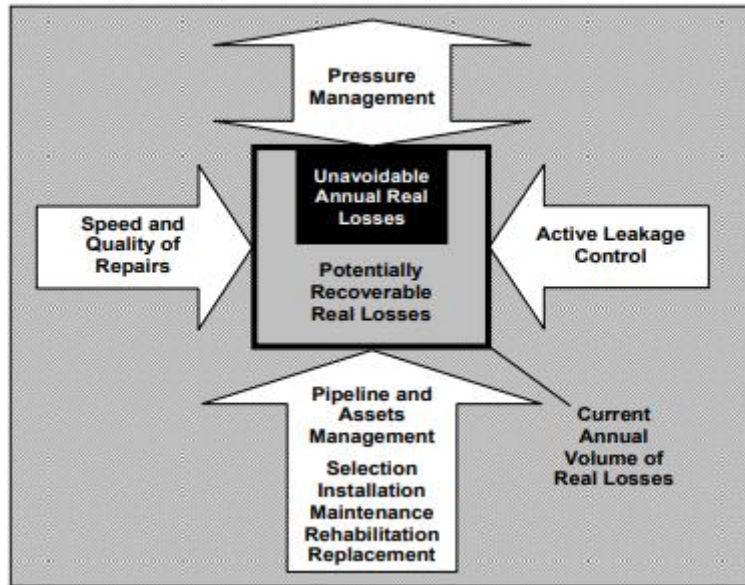 Pressure
Management
Unavoidable
Annual Real
Losses
Speed and
Quality of
Repairs
Active Leakage
Control
Potentially
Recoverable
Real Losses
Pipeline and
Assets
Management
Selection
Installation
Maintenance
Rehabilitation
Replacement
Current
Annual
Volume of
Real Losses